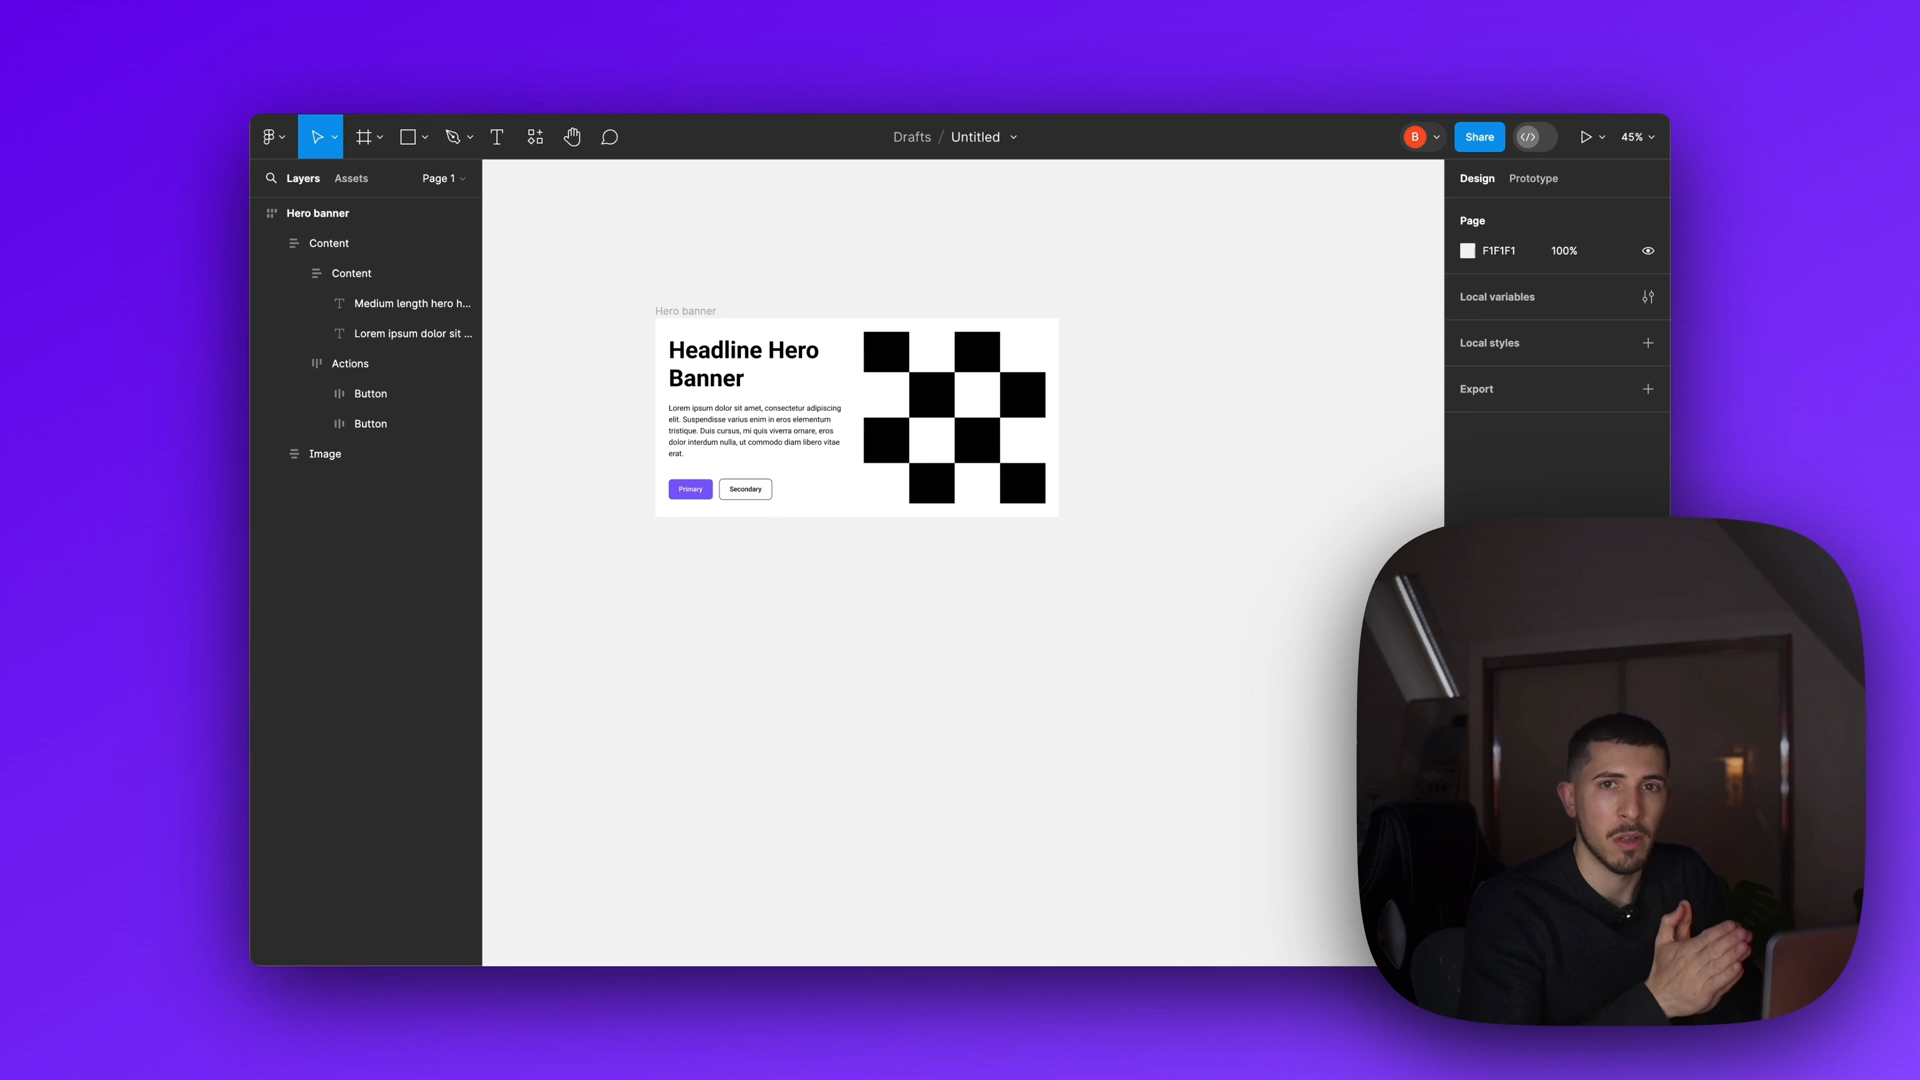 Drafts / Untitled
B
Share
45%
Layers
Assets
Page 1
Hero banner
Content
Content
Medium length hero h...
Lorem ipsum dolor sit ...
Actions
Button
Button
Image
Hero banner
Headline Hero
Banner
Lorem ipsum dolor sit amet, consectetur adipiscing
elit. Suspendisse varius enim in eros elementum
tristique. Duis cursus, mi quis viverra ornare, eros
dolor interdum nulla, ut commodo diam libero vitae
erat.
Primary
Secondary
Design
Prototype
Page
F1F1F1
100%
Local variables
Local styles
Export